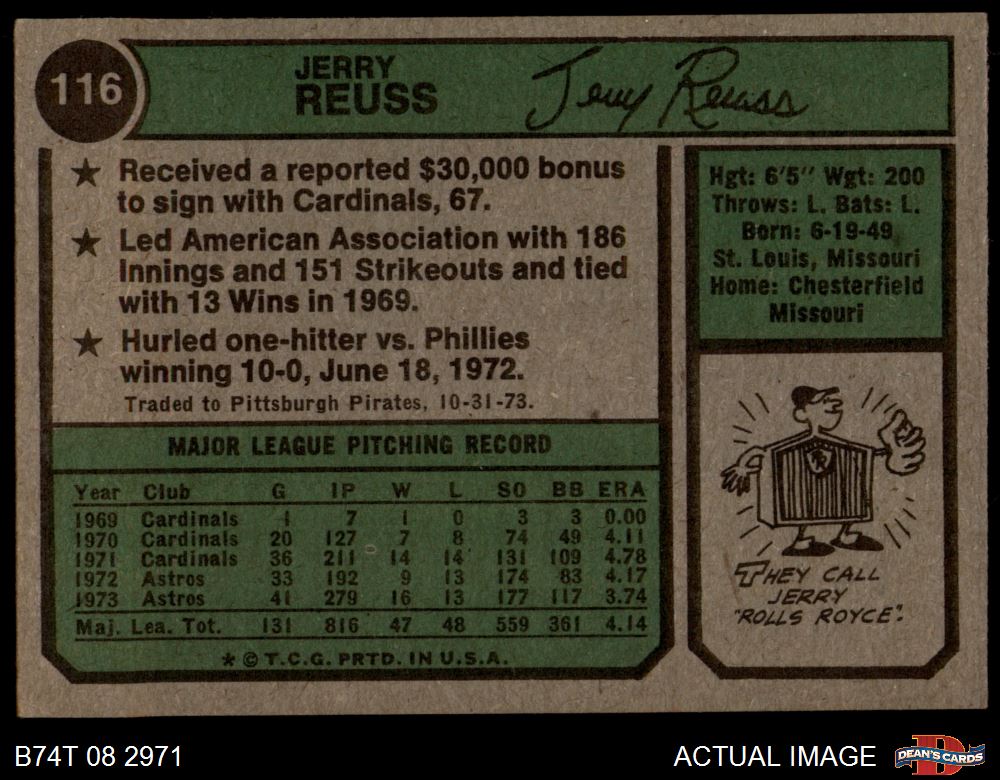 116
JERRY
REUSS
Jerry Reuss
★ Received a reported $30,000 bonus
to sign with Cardinals, 67.
★ Led American Association with 186
Innings and 151 Strikeouts and tied
with 13 Wins in 1969.
★ Hurled one-hitter vs. Phillies
winning 10-0, June 18, 1972.
Traded to Pittsburgh Pirates, 10-31-73.
Hgt: 6'5" Wgt: 200
Throws: L. Bats: L.
Born: 6-19-49
St. Louis, Missouri
Home: Chesterfield
Missouri
MAJOR LEAGUE PITCHING RECORD
Year Club G IP W L SO BB ERA
1969 Cardinals 1 7 1 0 3 3 0.00
1970 Cardinals 20 127 7 8 74 49 4.11
1971 Cardinals 36 211 14 14 131 109 4.78
1972 Astros 33 192 9 13 174 83 4.17
1973 Astros 41 279 16 13 177 117 3.74
Maj. Lea. Tot. 131 816 47 48 559 361 4.14
★ © T.C.G. PRTD. IN U.S.A.
RR
THEY CALL
JERRY
"ROLLS ROYCE".
B74T 08 2971
ACTUAL IMAGE
DEAN'S CARDS